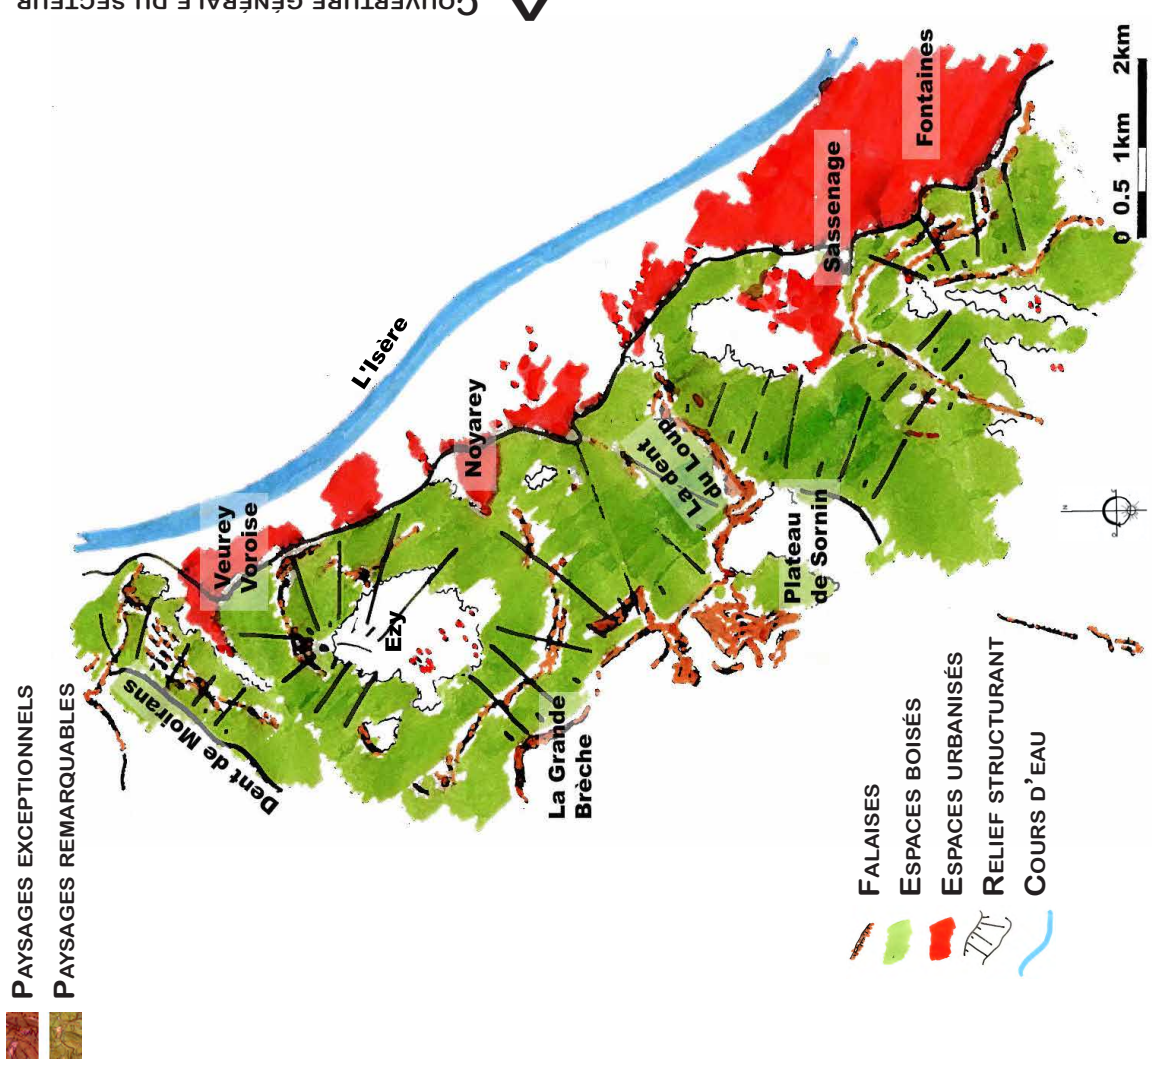 COUVERTURE GÉNÉRALE DU SECTEUR
PAYSAGES EXCEPTIONNELS
PAYSAGES REMARQUABLES
L'Isère
Veurey
Voroise
Noyarey
Sassenage
Fontaines
Dent de Moirans
Ezy
La dent
du Loup
La Grande
Brèche
Plateau
de Sornin
0 0.5 1km 2km
N
FALAISES
ESPACES BOISÉS
ESPACES URBANISÉS
RELIEF STRUCTURANT
COURS D'EAU